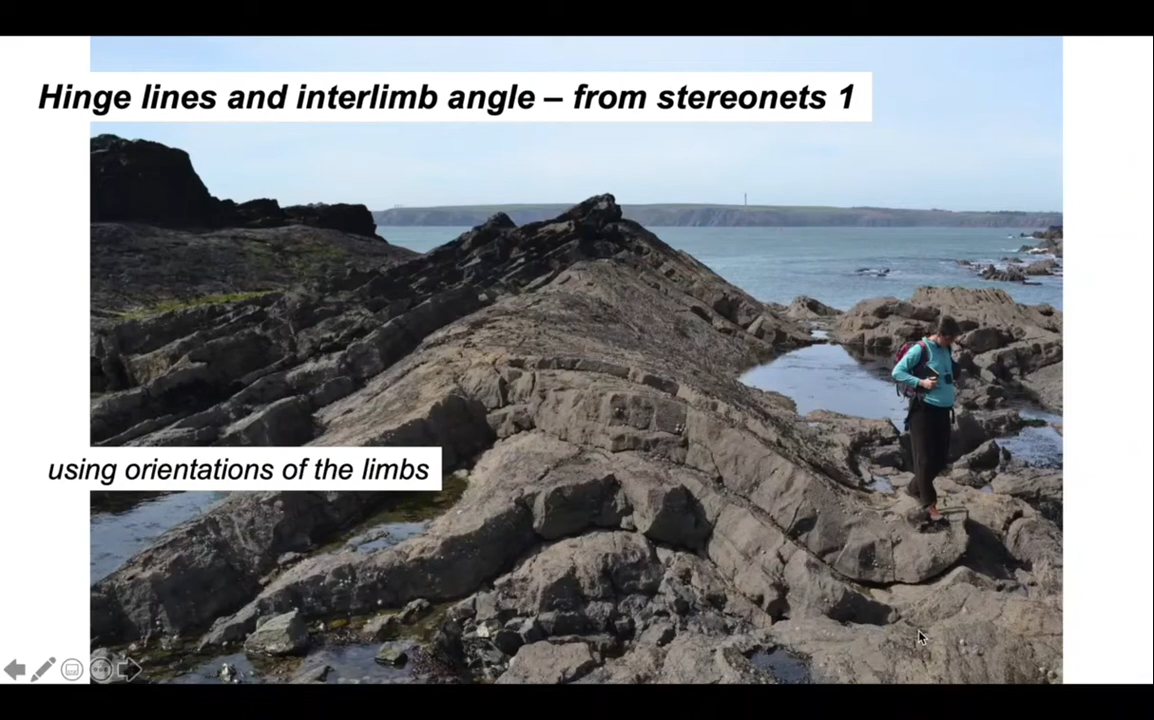 Hinge lines and interlimb angle – from stereonets 1
using orientations of the limbs